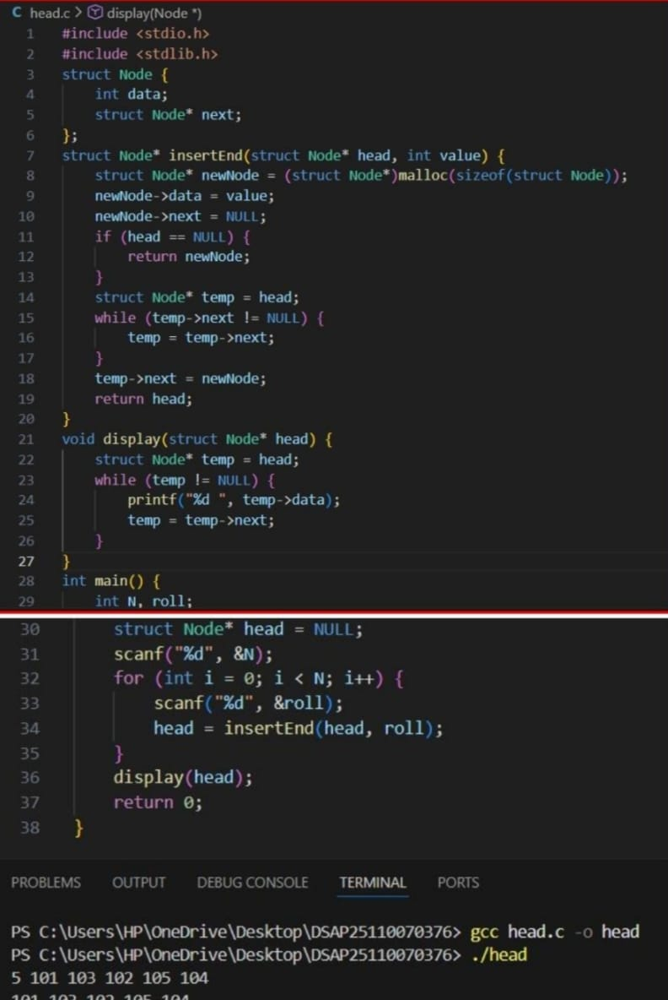 C head.c > display(Node *)
1 #include <stdio.h>
2 #include <stdlib.h>
3 struct Node {
4     int data;
5     struct Node* next;
6 };
7 struct Node* insertEnd(struct Node* head, int value) {
8     struct Node* newNode = (struct Node*)malloc(sizeof(struct Node));
9     newNode->data = value;
10     newNode->next = NULL;
11     if (head == NULL) {
12         return newNode;
13     }
14     struct Node* temp = head;
15     while (temp->next != NULL) {
16         temp = temp->next;
17     }
18     temp->next = newNode;
19     return head;
20 }
21 void display(struct Node* head) {
22     struct Node* temp = head;
23     while (temp != NULL) {
24         printf("%d ", temp->data);
25         temp = temp->next;
26     }
27 }
28 int main() {
29     int N, roll;
30     struct Node* head = NULL;
31     scanf("%d", &N);
32     for (int i = 0; i < N; i++) {
33         scanf("%d", &roll);
34         head = insertEnd(head, roll);
35     }
36     display(head);
37     return 0;
38 }
PROBLEMS OUTPUT DEBUG CONSOLE TERMINAL PORTS
PS C:\Users\HP\OneDrive\Desktop\DSAP25110070376> gcc head.c -o head
PS C:\Users\HP\OneDrive\Desktop\DSAP25110070376> ./head
5 101 103 102 105 104
101 103 102 105 104